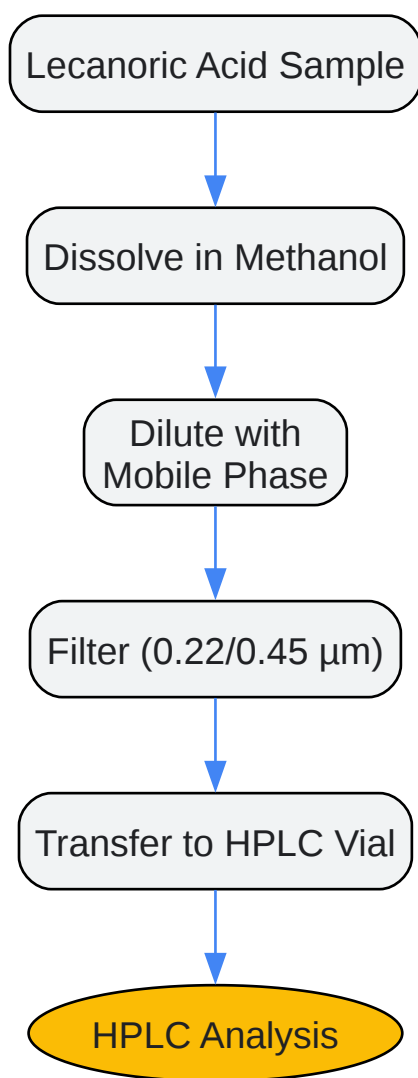 Lecanoric Acid Sample
Dissolve in Methanol
Dilute with
Mobile Phase
Filter (0.22/0.45 µm)
Transfer to HPLC Vial
HPLC Analysis